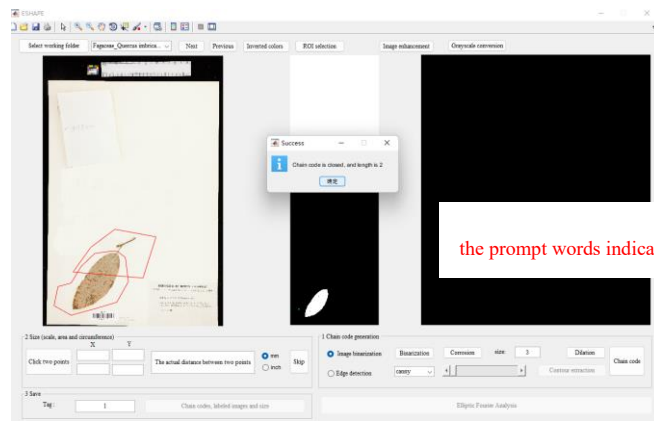 ESHAPE
Select working folder
Fagaceae_Quercus imbrica...
Next
Previous
Inverted colors
ROI selection
Image enhancement
Grayscale conversion
Success
Chain code is closed, and length is 2
确定
the prompt words indica
2 Size (scale, area and circumference)
X
Y
Click two points
The actual distance between two points
mm
inch
Skip
1 Chain code generation
Image binarization
Binarization
Corrosion
size:
3
Dilation
Edge detection
canny
Contour extraction
Chain code
3 Save
Tag:
1
Chain codes, labeled images and size
Elliptic Fourier Analysis